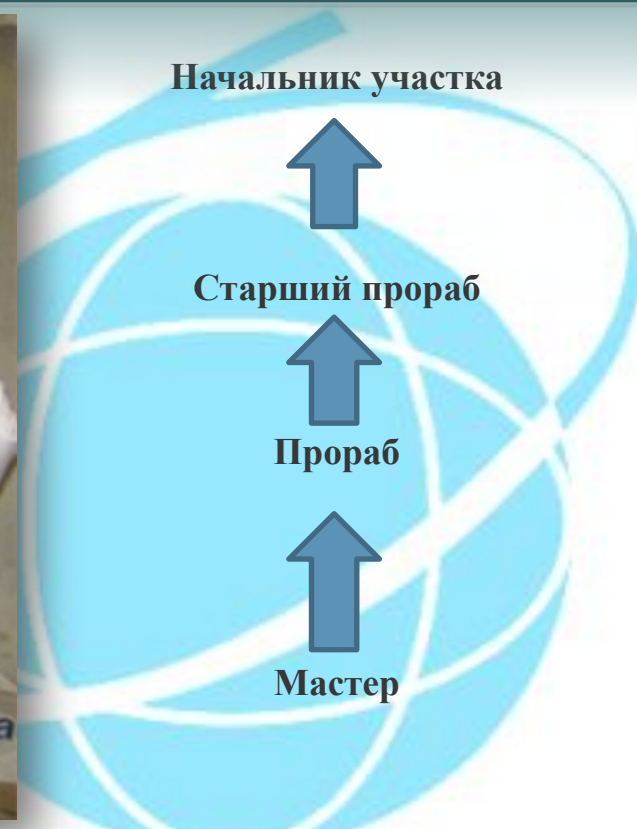 Начальник участка
Старший прораб
Прораб
Мастер